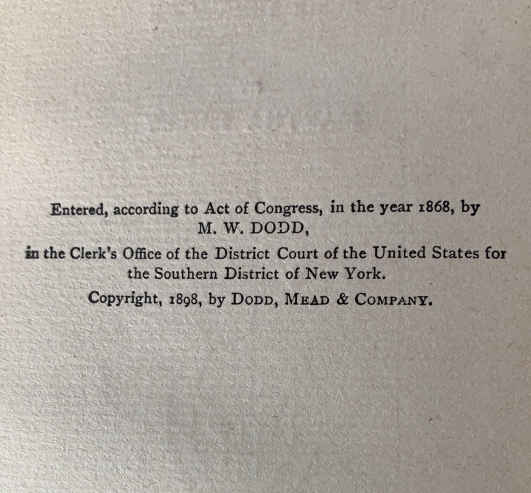 Entered, according to Act of Congress, in the year 1868, by
M. W. DODD,
in the Clerk's Office of the District Court of the United States for
the Southern District of New York.
Copyright, 1898, by DODD, MEAD & COMPANY.